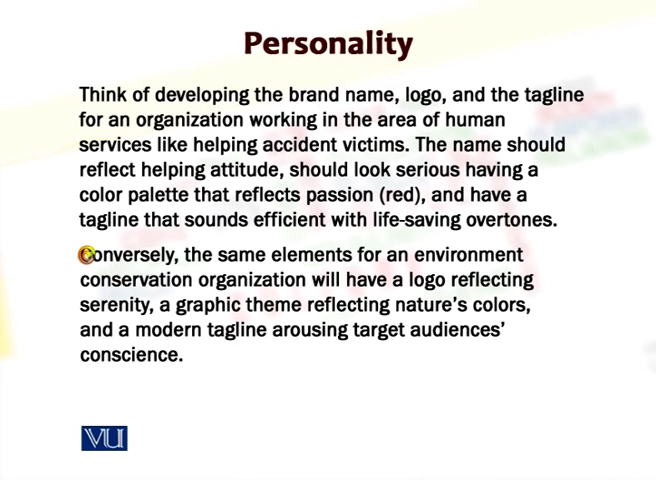 Personality
Think of developing the brand name, logo, and the tagline
for an organization working in the area of human
services like helping accident victims. The name should
reflect helping attitude, should look serious having a
color palette that reflects passion (red), and have a
tagline that sounds efficient with life-saving overtones.
Conversely, the same elements for an environment
conservation organization will have a logo reflecting
serenity, a graphic theme reflecting nature’s colors,
and a modern tagline arousing target audiences’
conscience.
VU